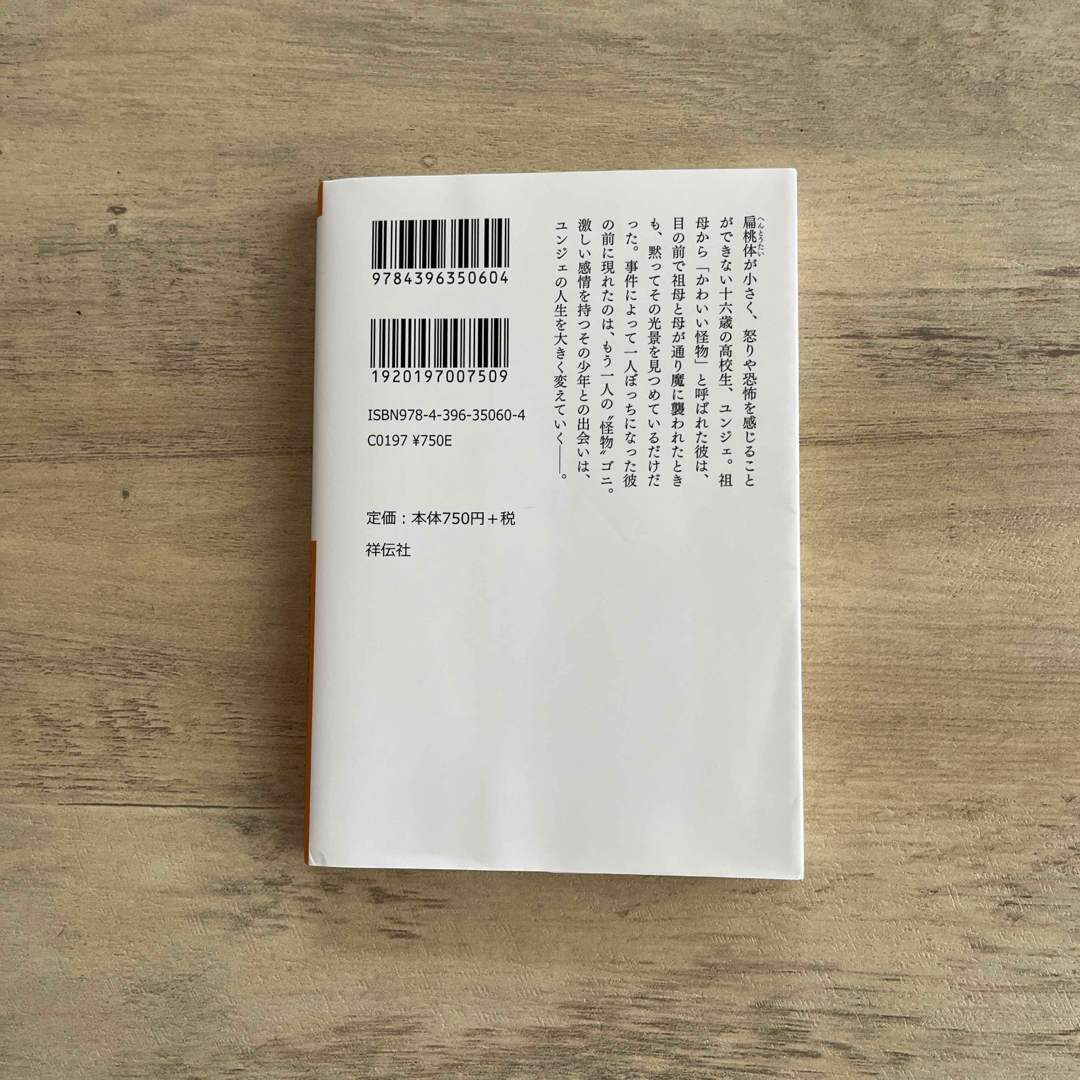 扁桃体が小さく、怒りや恐怖を感じること
へんとうたい
ができない十六歳の高校生、ユンジェ。祖
母から「かわいい怪物」と呼ばれた彼は、
目の前で祖母と母が通り魔に襲われたとき
も、黙ってその光景を見つめているだけだ
った。事件によって一人ぼっちになった彼
の前に現れたのは、もう一人の〝怪物〟ゴニ。
激しい感情を持つその少年との出会いは、
ユンジェの人生を大きく変えていく――。
9784396350604
1920197007509
ISBN978-4-396-35060-4
C0197 ¥750E
定価：本体750円＋税
祥伝社